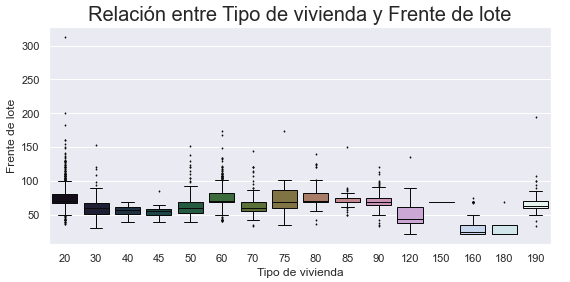 Relación entre Tipo de vivienda y Frente de lote
Frente de lote
300
250
200
150
100
50
20 30 40 45 50 60 70 75 80 85 90 120 150 160 180 190
Tipo de vivienda